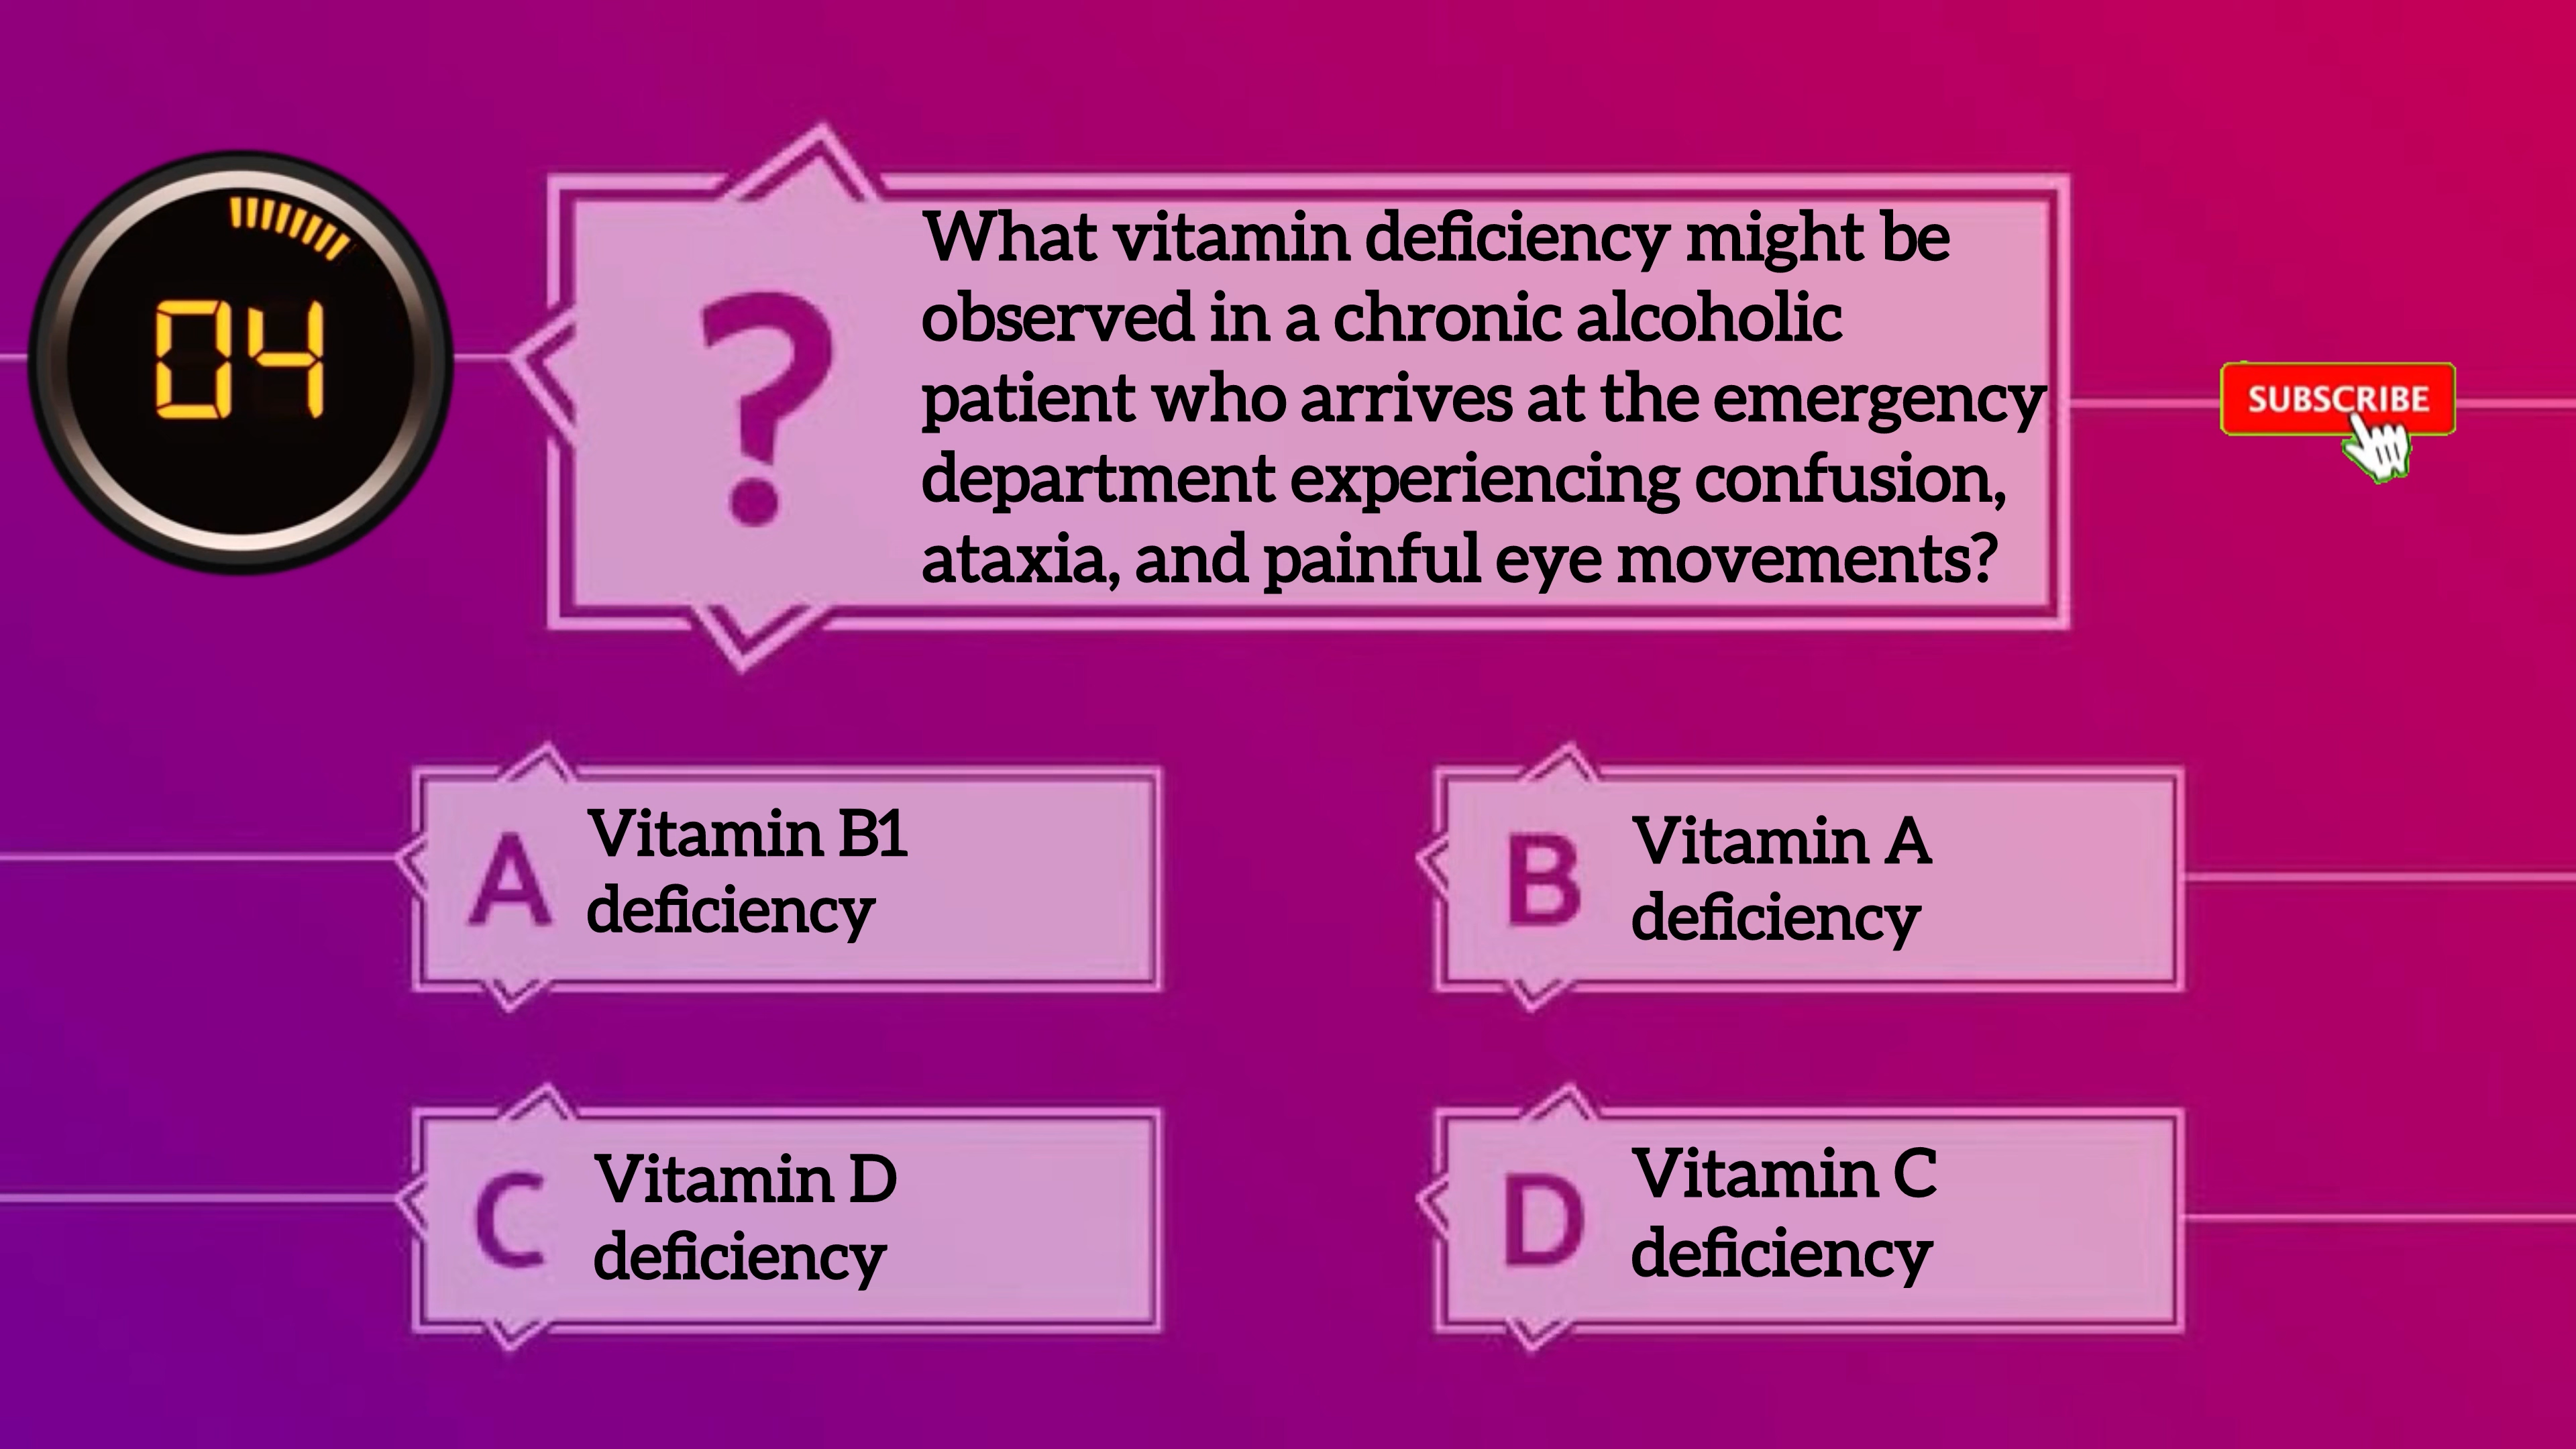 04
?
What vitamin deficiency might be
observed in a chronic alcoholic
patient who arrives at the emergency
department experiencing confusion,
ataxia, and painful eye movements?
SUBSCRIBE
A
Vitamin B1
deficiency
B
Vitamin A
deficiency
C
Vitamin D
deficiency
D
Vitamin C
deficiency